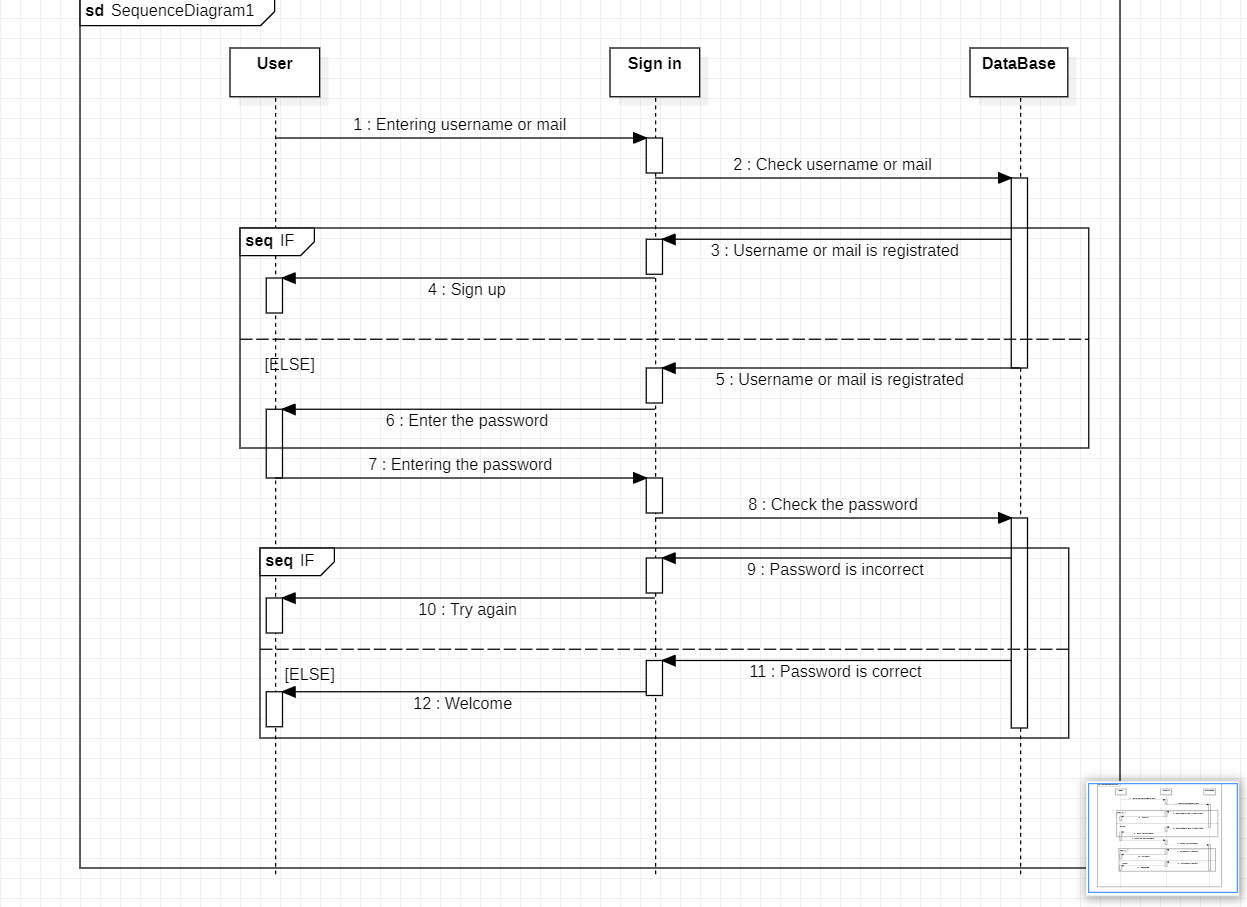 sd SequenceDiagram1
User
Sign in
DataBase
1 : Entering username or mail
2 : Check username or mail
seq IF
3 : Username or mail is registrated
4 : Sign up
[ELSE]
5 : Username or mail is registrated
6 : Enter the password
7 : Entering the password
8 : Check the password
seq IF
9 : Password is incorrect
10 : Try again
[ELSE]
11 : Password is correct
12 : Welcome